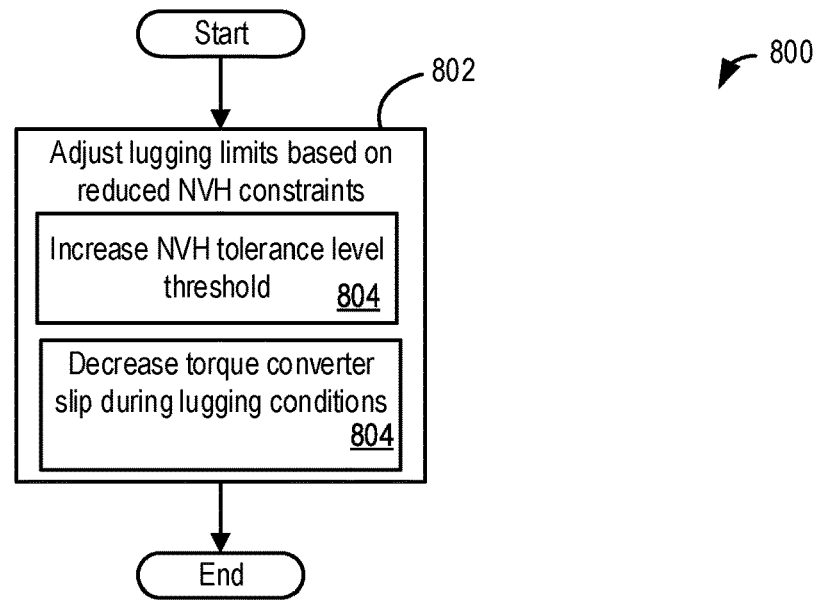 Start
800
802
Adjust lugging limits based on
reduced NVH constraints
Increase NVH tolerance level
threshold
804
Decrease torque converter
slip during lugging conditions
804
End